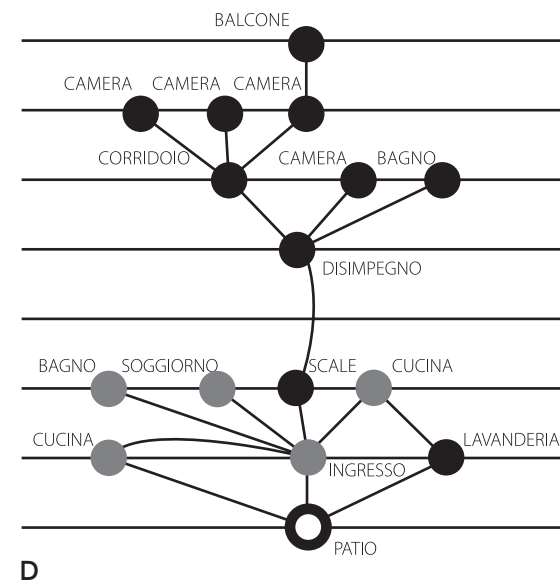 BALCONE
CAMERA CAMERA CAMERA
CORRIDOIO CAMERA BAGNO
DISIMPEGNO
BAGNO SOGGIORNO SCALE CUCINA
CUCINA LAVANDERIA
INGRESSO
PATIO
D